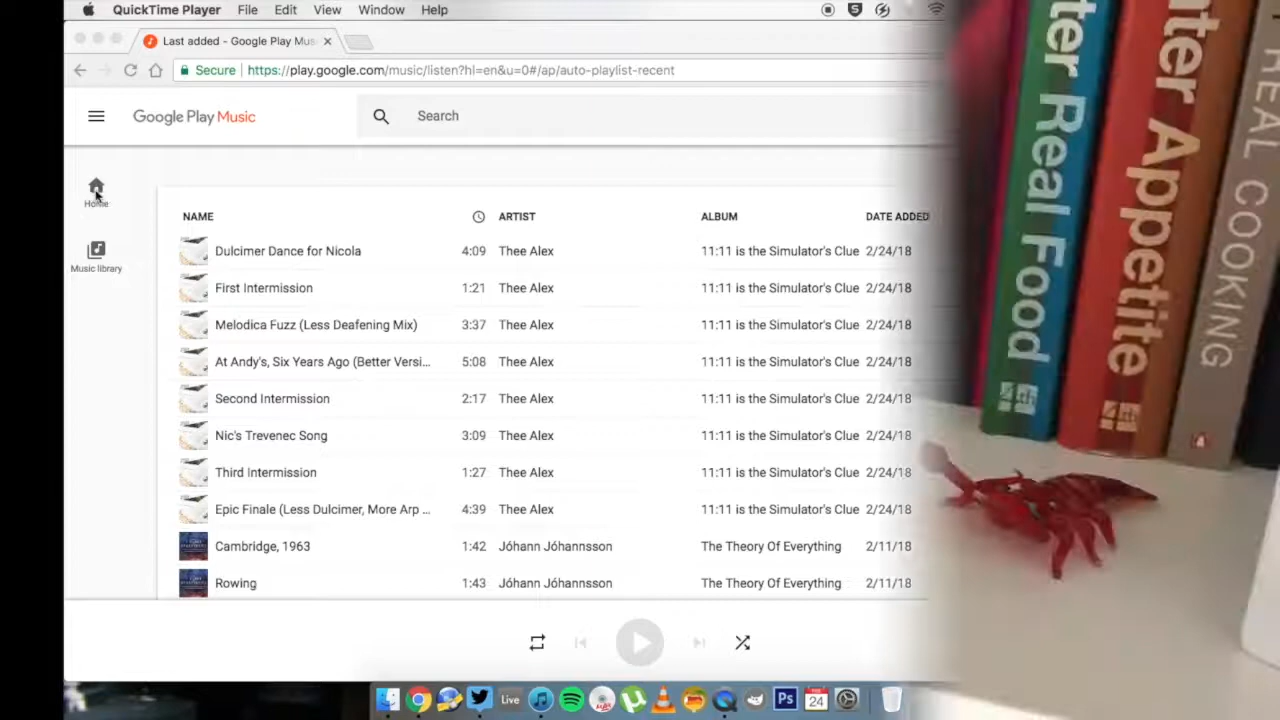 QuickTime Player File Edit View Window Help
Last added - Google Play Mus
Secure https://play.google.com/music/listen?hl=en&u=0#/ap/auto-playlist-recent
Google Play Music Search
Home
Music library
NAME ARTIST ALBUM DATE ADDED
Dulcimer Dance for Nicola 4:09 Thee Alex 11:11 is the Simulator's Clue 2/24/18
First Intermission 1:21 Thee Alex 11:11 is the Simulator's Clue 2/24/18
Melodica Fuzz (Less Deafening Mix) 3:37 Thee Alex 11:11 is the Simulator's Clue 2/24/18
At Andy's, Six Years Ago (Better Versi... 5:08 Thee Alex 11:11 is the Simulator's Clue 2/24/18
Second Intermission 2:17 Thee Alex 11:11 is the Simulator's Clue 2/24/18
Nic's Trevenec Song 3:09 Thee Alex 11:11 is the Simulator's Clue 2/24/18
Third Intermission 1:27 Thee Alex 11:11 is the Simulator's Clue 2/24/18
Epic Finale (Less Dulcimer, More Arp ... 4:39 Thee Alex 11:11 is the Simulator's Clue 2/24/18
Cambridge, 1963 1:42 Jóhann Jóhannsson The Theory Of Everything 2/11/18
Rowing 1:43 Jóhann Jóhannsson The Theory Of Everything 2/11/18
Live Ps 24
ter Real Food
4th
nter Appetite
4th
REAL COOKING
4